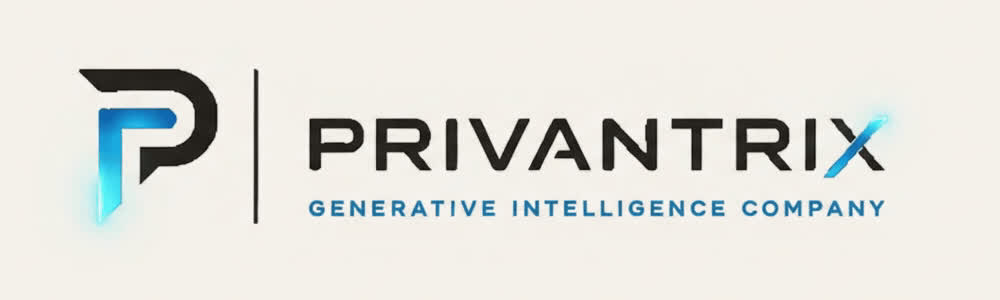 PRIVANTRIX
GENERATIVE INTELLIGENCE COMPANY